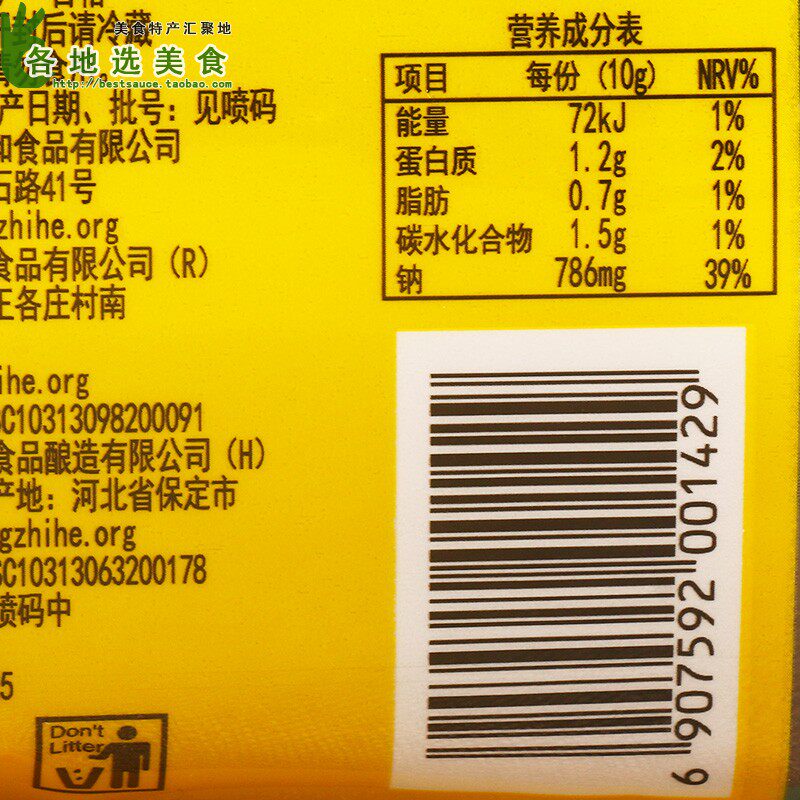 美食特产汇聚地
各地选美食
http://bestsauce.taobao.com
后请冷藏
产日期、批号：见喷码
和食品有限公司
石路41号
zhihe.org
食品有限公司（R）
王各庄村南
ihe.org
SC10313098200091
食品酿造有限公司（H）
产地：河北省保定市
gzhihe.org
SC10313063200178
喷码中
5
Don't
Litter
营养成分表
项目 每份（10g） NRV%
能量 72kJ 1%
蛋白质 1.2g 2%
脂肪 0.7g 1%
碳水化合物 1.5g 1%
钠 786mg 39%
6 907592 001429